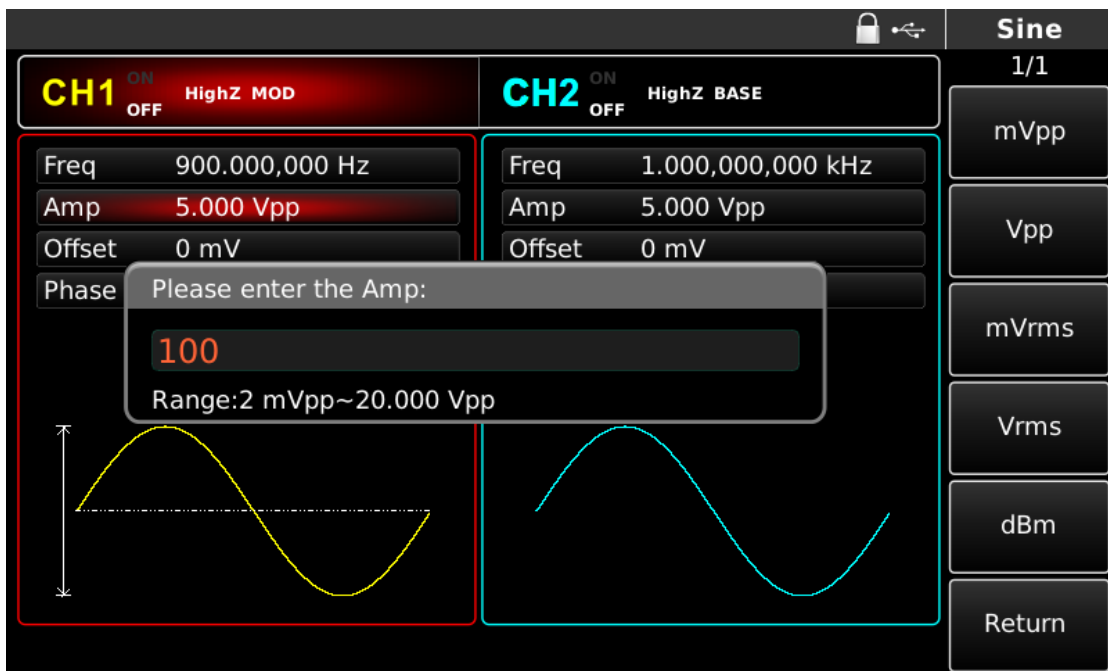 Sine
1/1
CH1 ON OFF HighZ MOD
CH2 ON OFF HighZ BASE
Freq 900.000,000 Hz
Amp 5.000 Vpp
Offset 0 mV
Phase
Freq 1.000,000,000 kHz
Amp 5.000 Vpp
Offset 0 mV
Please enter the Amp:
100
Range:2 mVpp~20.000 Vpp
mVpp
Vpp
mVrms
Vrms
dBm
Return